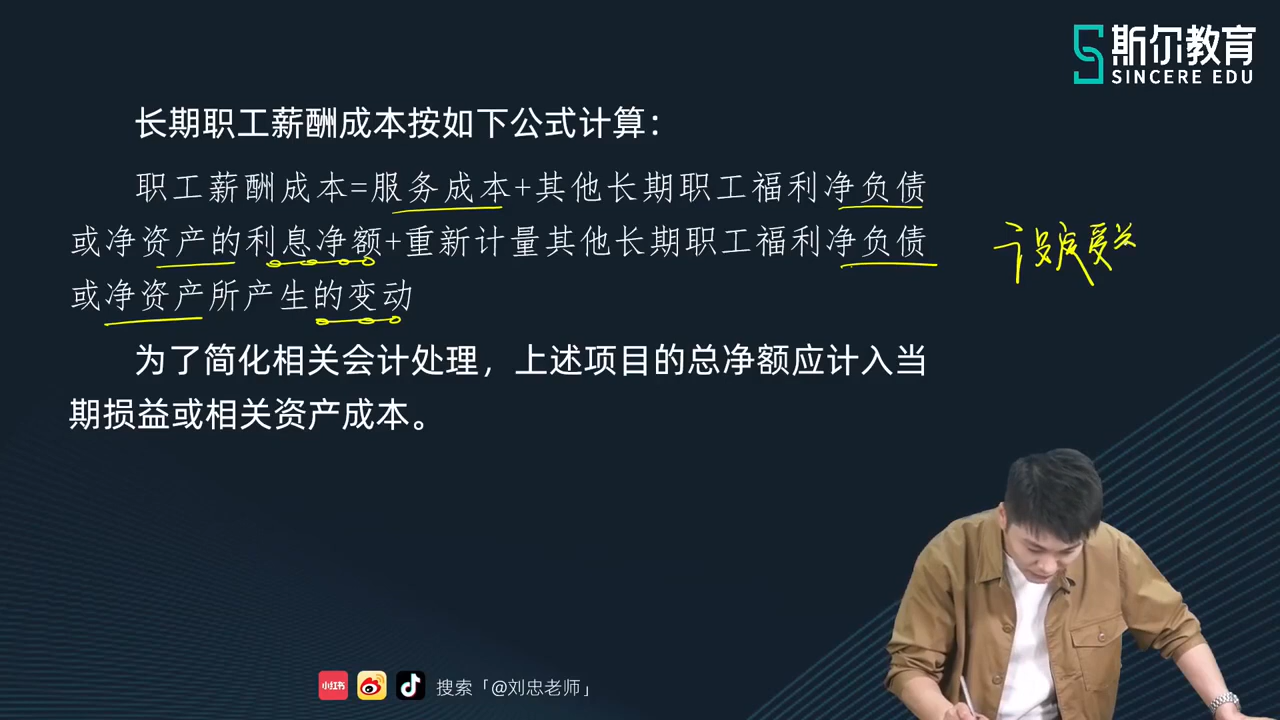 斯尔教育
SINCERE EDU
长期职工薪酬成本按如下公式计算：
职工薪酬成本=服务成本+其他长期职工福利净负债
或净资产的利息净额+重新计量其他长期职工福利净负债
或净资产所产生的变动
为了简化相关会计处理，上述项目的总净额应计入当
期损益或相关资产成本。
小红书
搜索「@刘忠老师」